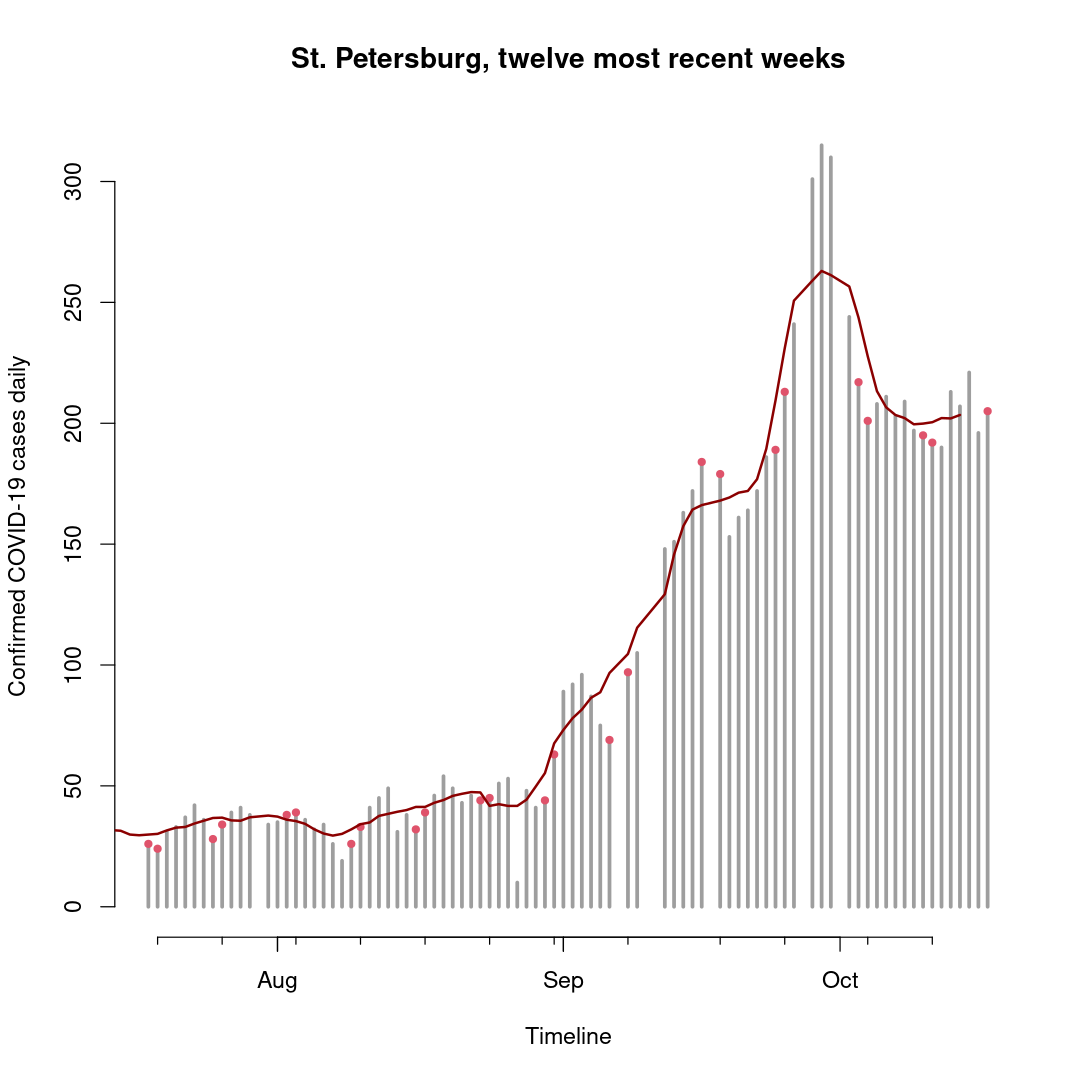 St. Petersburg, twelve most recent weeks
Confirmed COVID-19 cases daily
300
250
200
150
100
50
0
Aug Sep Oct
Timeline